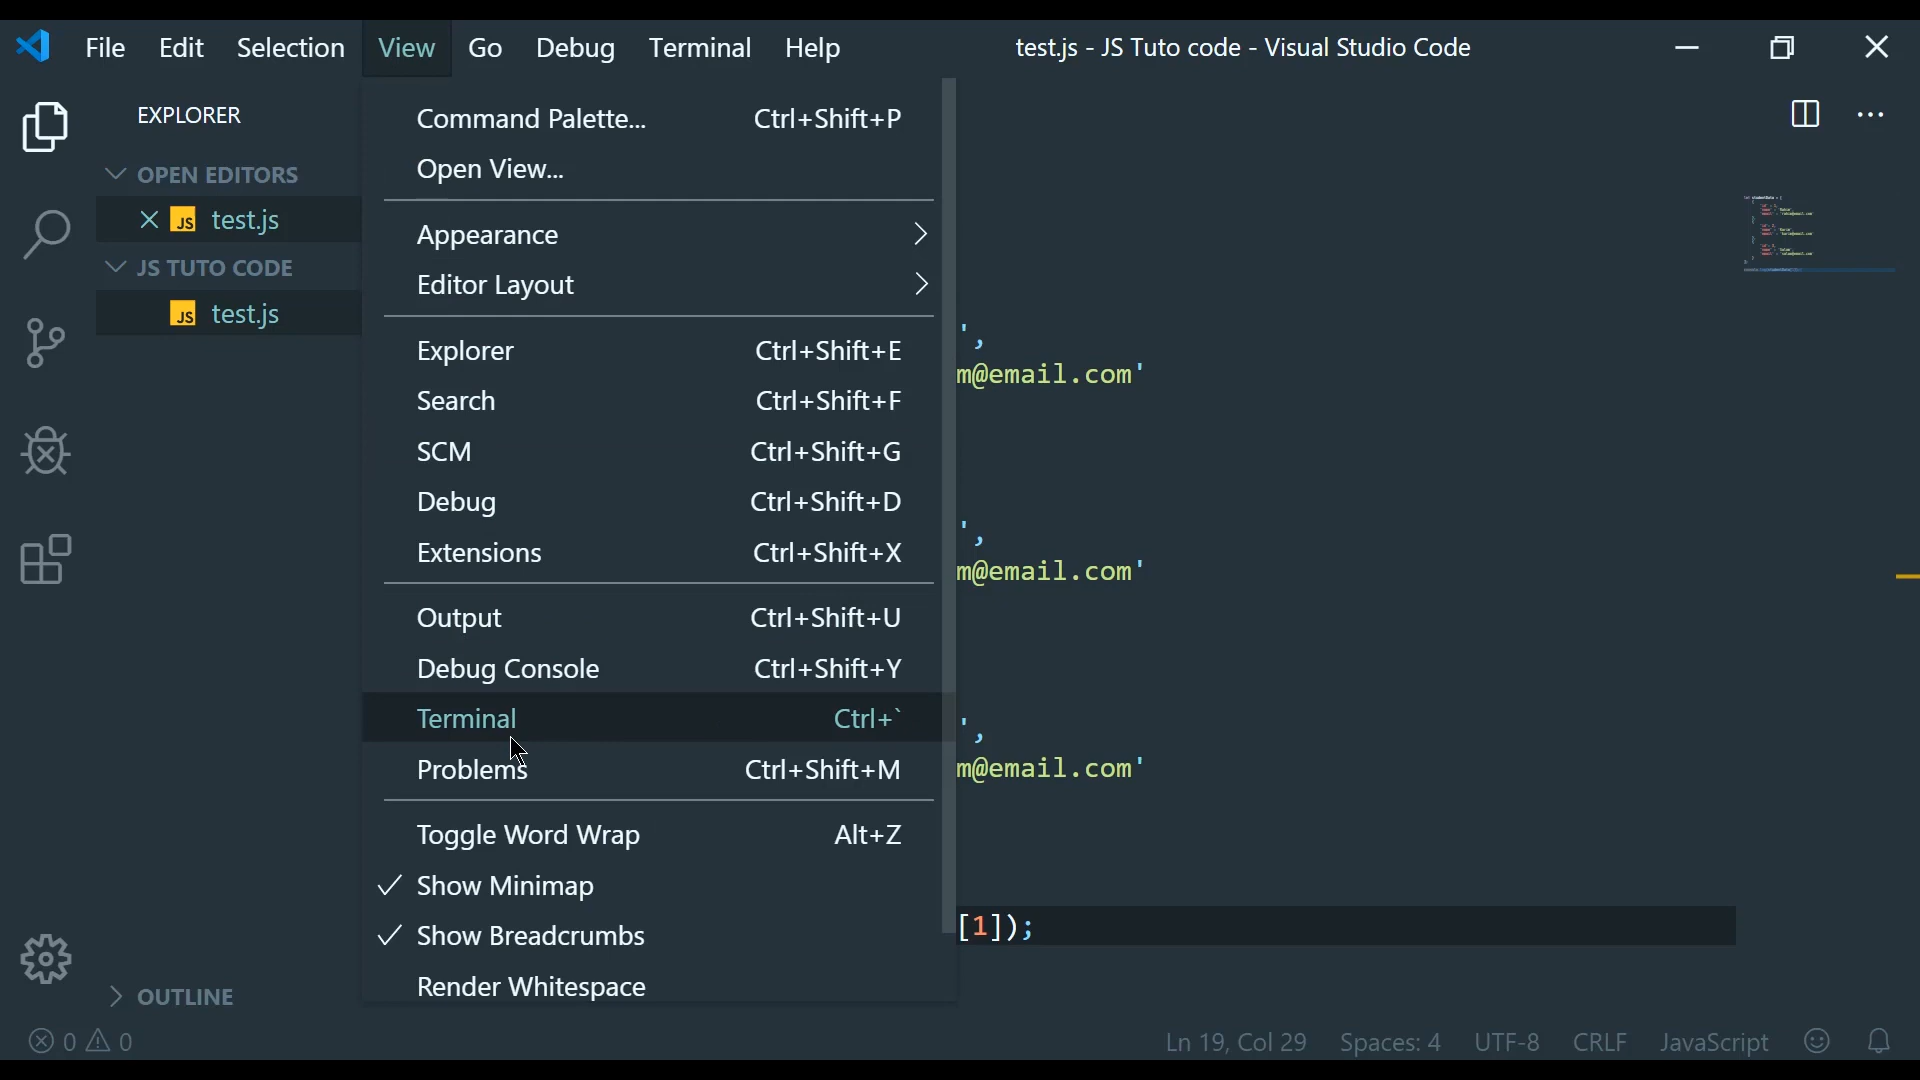 File Edit Selection View Go Debug Terminal Help test.js - JS Tuto code - Visual Studio Code
EXPLORER
OPEN EDITORS
JS test.js
JS TUTO CODE
JS test.js
OUTLINE
Command Palette... Ctrl+Shift+P
Open View...
Appearance
Editor Layout
Explorer Ctrl+Shift+E
Search Ctrl+Shift+F
SCM Ctrl+Shift+G
Debug Ctrl+Shift+D
Extensions Ctrl+Shift+X
Output Ctrl+Shift+U
Debug Console Ctrl+Shift+Y
Terminal Ctrl+`
Problems Ctrl+Shift+M
Toggle Word Wrap Alt+Z
Show Minimap
Show Breadcrumbs
Render Whitespace
',
m@email.com'
',
m@email.com'
',
m@email.com'
[1]);
0 0 Ln 19, Col 29 Spaces: 4 UTF-8 CRLF JavaScript